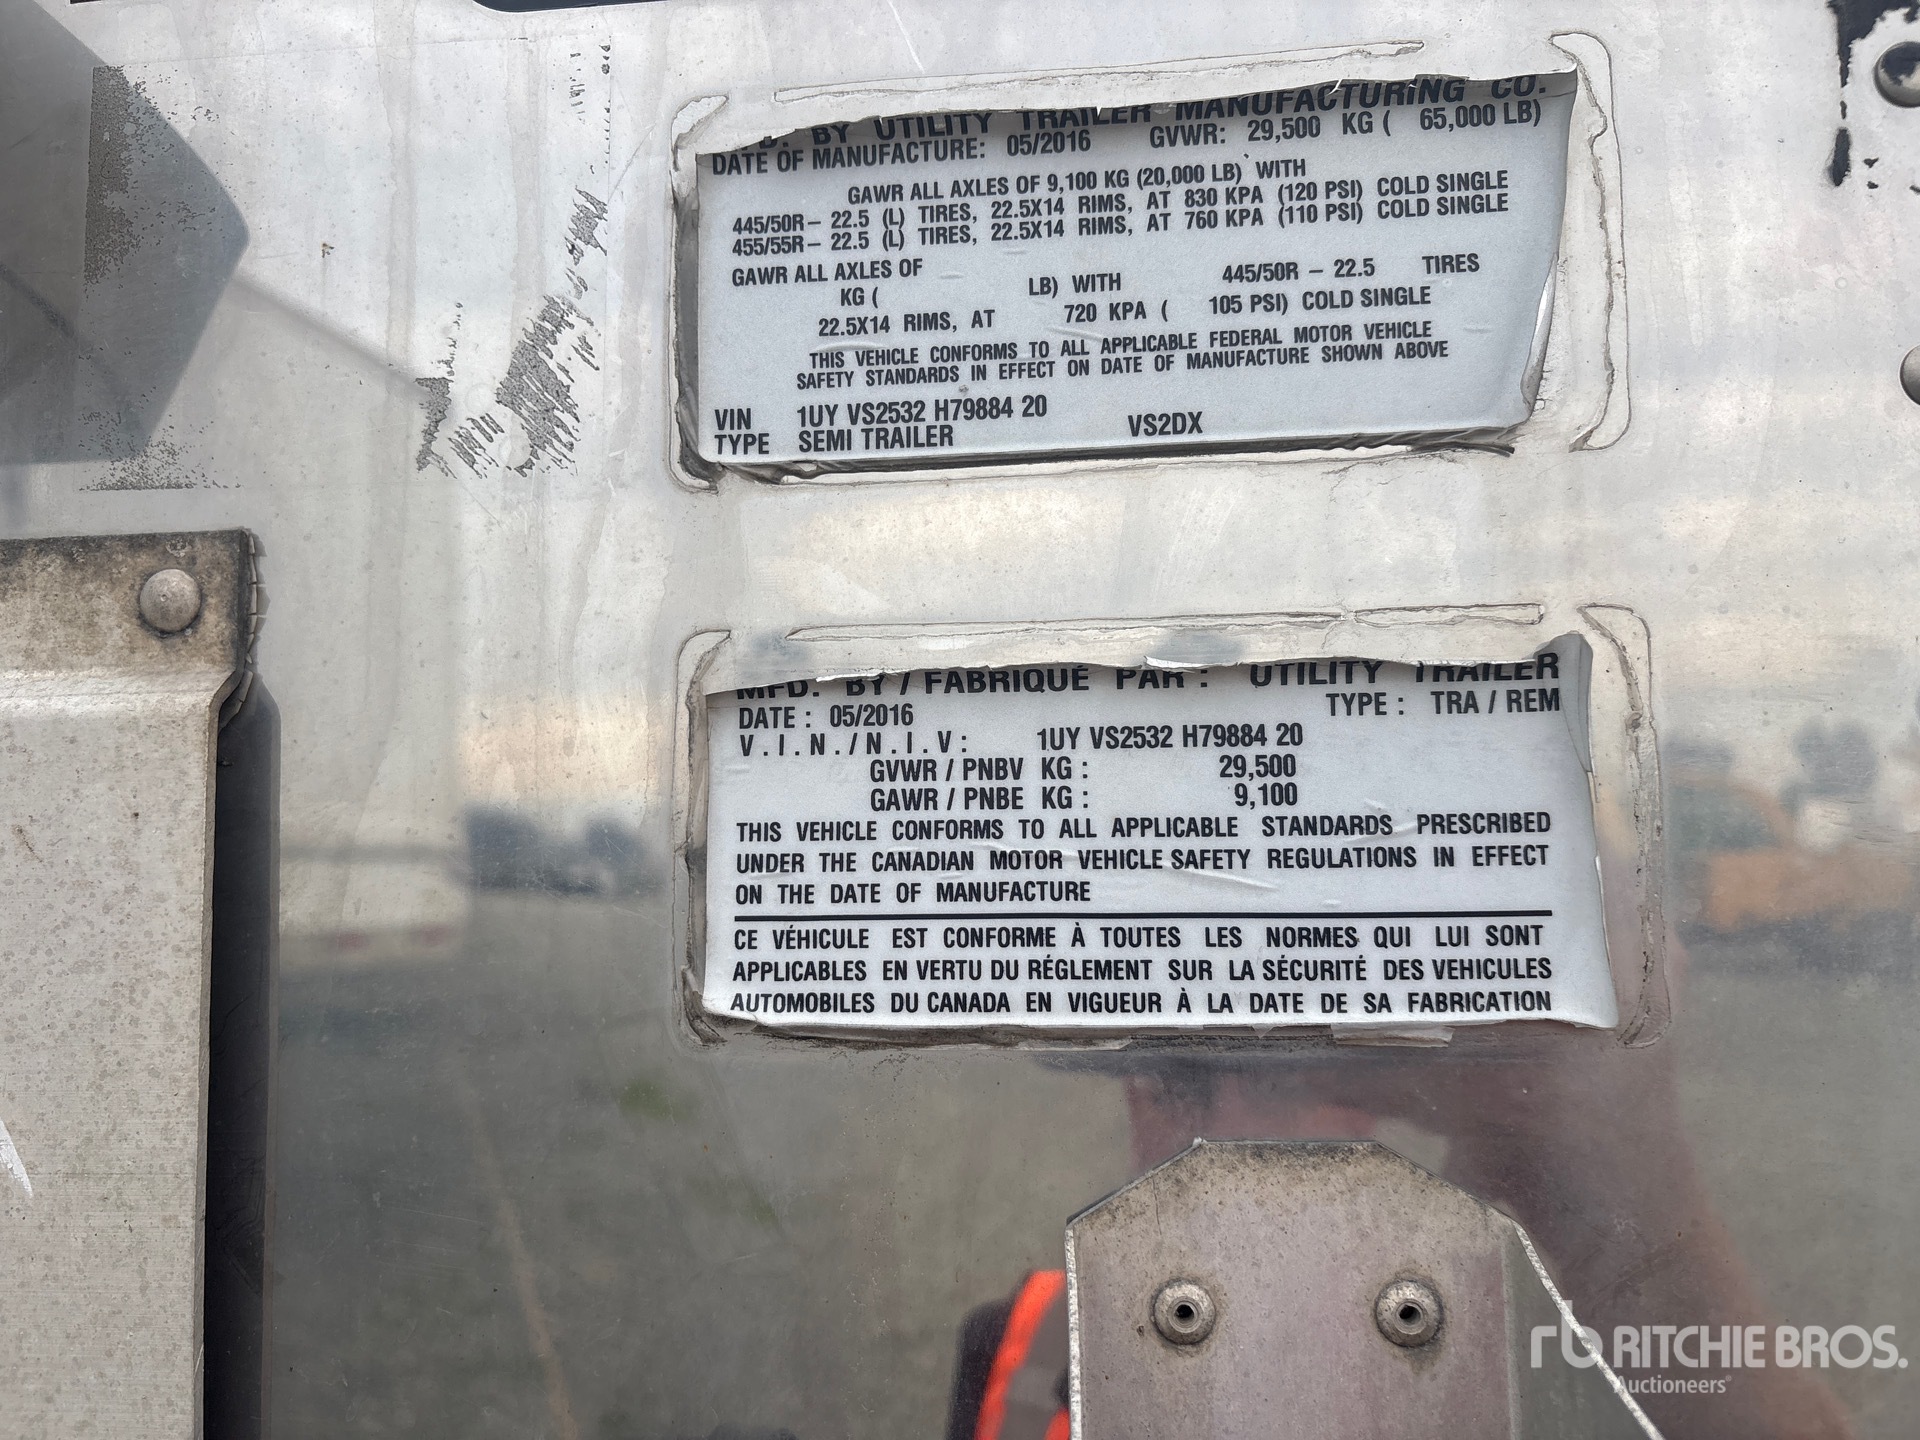 MFD. BY UTILITY TRAILER MANUFACTURING CO.
DATE OF MANUFACTURE: 05/2016 GVWR: 29,500 KG ( 65,000 LB)
GAWR ALL AXLES OF 9,100 KG (20,000 LB) WITH
445/50R – 22.5 (L) TIRES, 22.5X14 RIMS, AT 830 KPA (120 PSI) COLD SINGLE
455/55R – 22.5 (L) TIRES, 22.5X14 RIMS, AT 760 KPA (110 PSI) COLD SINGLE
GAWR ALL AXLES OF
KG ( LB) WITH 445/50R – 22.5 TIRES
22.5X14 RIMS, AT 720 KPA ( 105 PSI) COLD SINGLE
THIS VEHICLE CONFORMS TO ALL APPLICABLE FEDERAL MOTOR VEHICLE
SAFETY STANDARDS IN EFFECT ON DATE OF MANUFACTURE SHOWN ABOVE
VIN 1UY VS2532 H79884 20
TYPE SEMI TRAILER VS2DX
MFD. BY / FABRIQUÉ PAR : UTILITY TRAILER
DATE : 05/2016 TYPE : TRA / REM
V.I.N./N.I.V: 1UY VS2532 H79884 20
GVWR / PNBV KG : 29,500
GAWR / PNBE KG : 9,100
THIS VEHICLE CONFORMS TO ALL APPLICABLE STANDARDS PRESCRIBED
UNDER THE CANADIAN MOTOR VEHICLE SAFETY REGULATIONS IN EFFECT
ON THE DATE OF MANUFACTURE
CE VÉHICULE EST CONFORME À TOUTES LES NORMES QUI LUI SONT
APPLICABLES EN VERTU DU RÉGLEMENT SUR LA SÉCURITÉ DES VEHICULES
AUTOMOBILES DU CANADA EN VIGUEUR À LA DATE DE SA FABRICATION
rb RITCHIE BROS.
Auctioneers